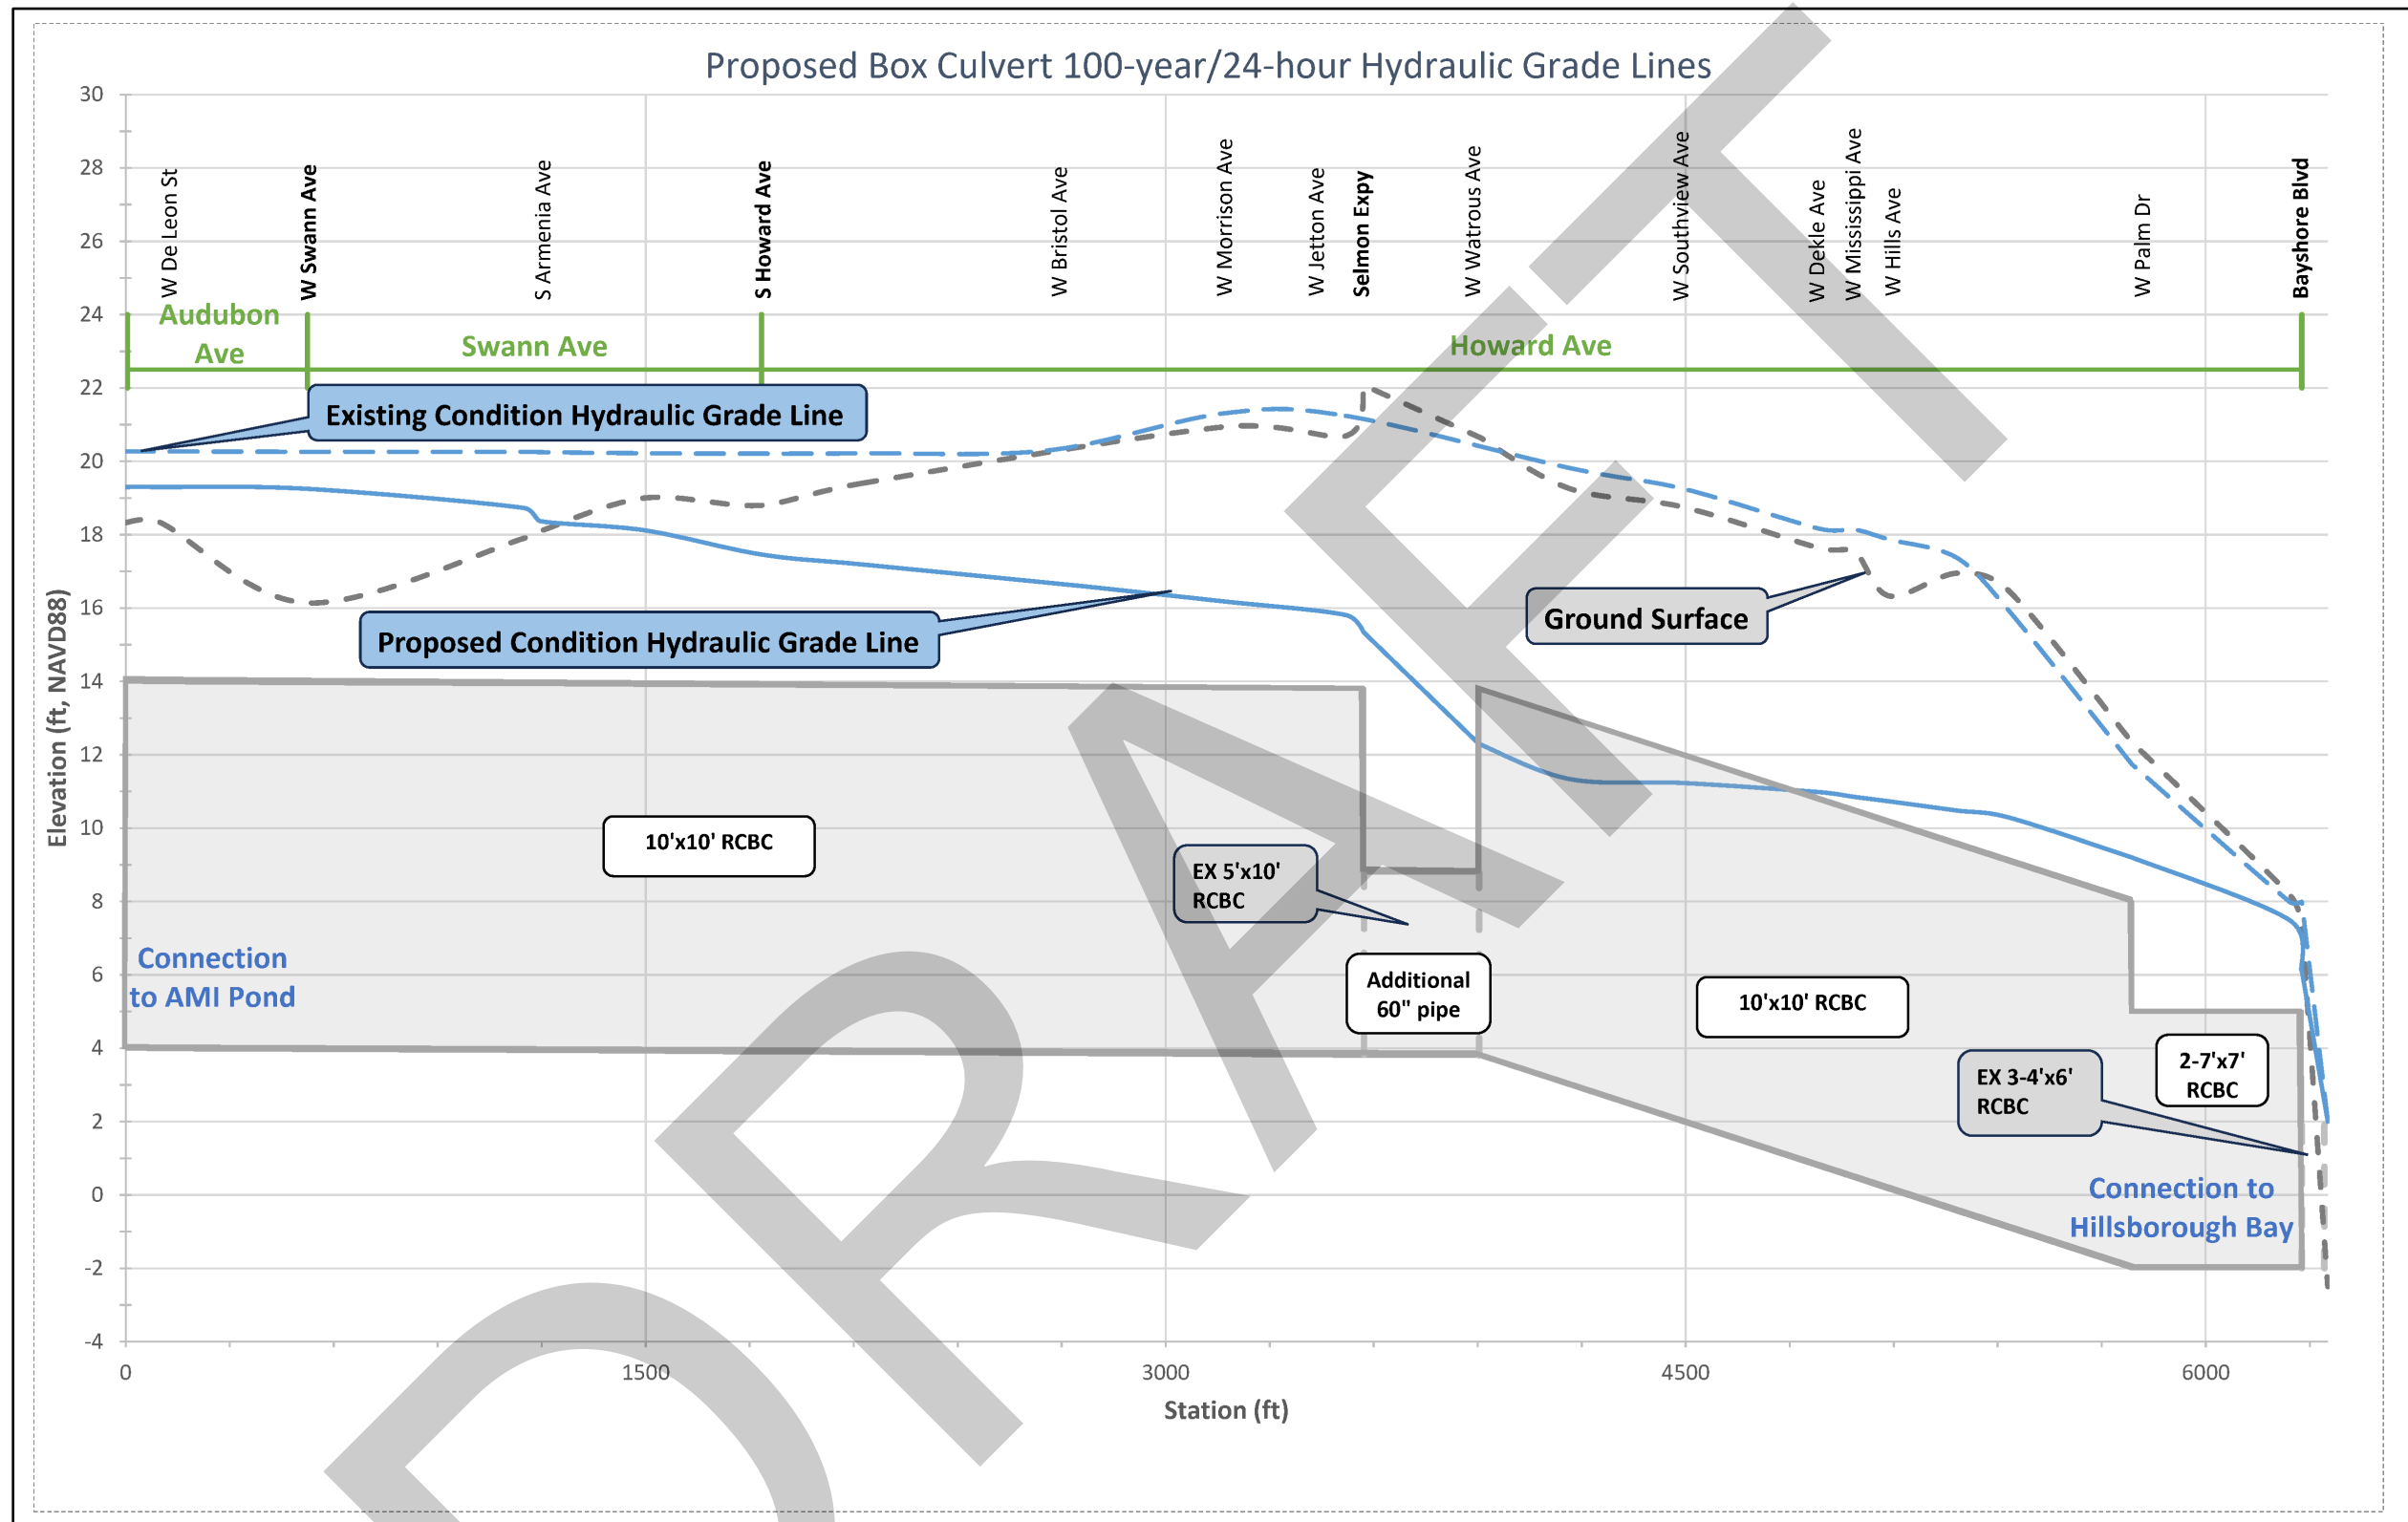 Proposed Box Culvert 100-year/24-hour Hydraulic Grade Lines
30
28
26
24
22
20
18
16
14
12
10
8
6
4
2
0
-2
-4
Elevation (ft, NAVD88)
W De Leon St
W Swann Ave
S Armenia Ave
S Howard Ave
W Bristol Ave
W Morrison Ave
W Jetton Ave
Selmon Expy
W Watrous Ave
W Southview Ave
W Dekle Ave
W Mississippi Ave
W Hills Ave
W Palm Dr
Bayshore Blvd
Audubon
Ave
Swann Ave
Howard Ave
Existing Condition Hydraulic Grade Line
Proposed Condition Hydraulic Grade Line
Ground Surface
10'x10' RCBC
EX 5'x10'
RCBC
Additional
60" pipe
10'x10' RCBC
EX 3-4'x6'
RCBC
2-7'x7'
RCBC
Connection
to AMI Pond
Connection to
Hillsborough Bay
0
1500
3000
4500
6000
Station (ft)
DRAFT